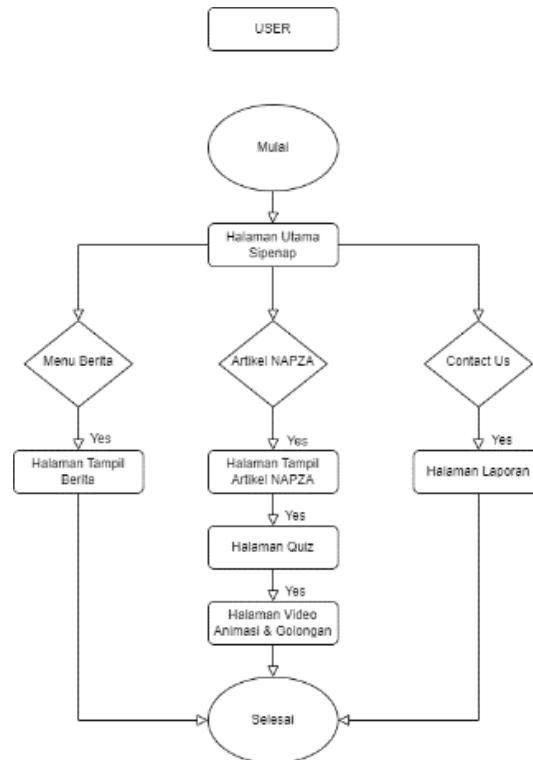 USER
Mulai
Halaman Utama
Sipenap
Menu Berita
Artikel NAPZA
Contact Us
Yes
Yes
Yes
Halaman Tampil
Berita
Halaman Tampil
Artikel NAPZA
Halaman Laporan
Yes
Halaman Quiz
Yes
Halaman Video
Animasi & Golongan
Selesai